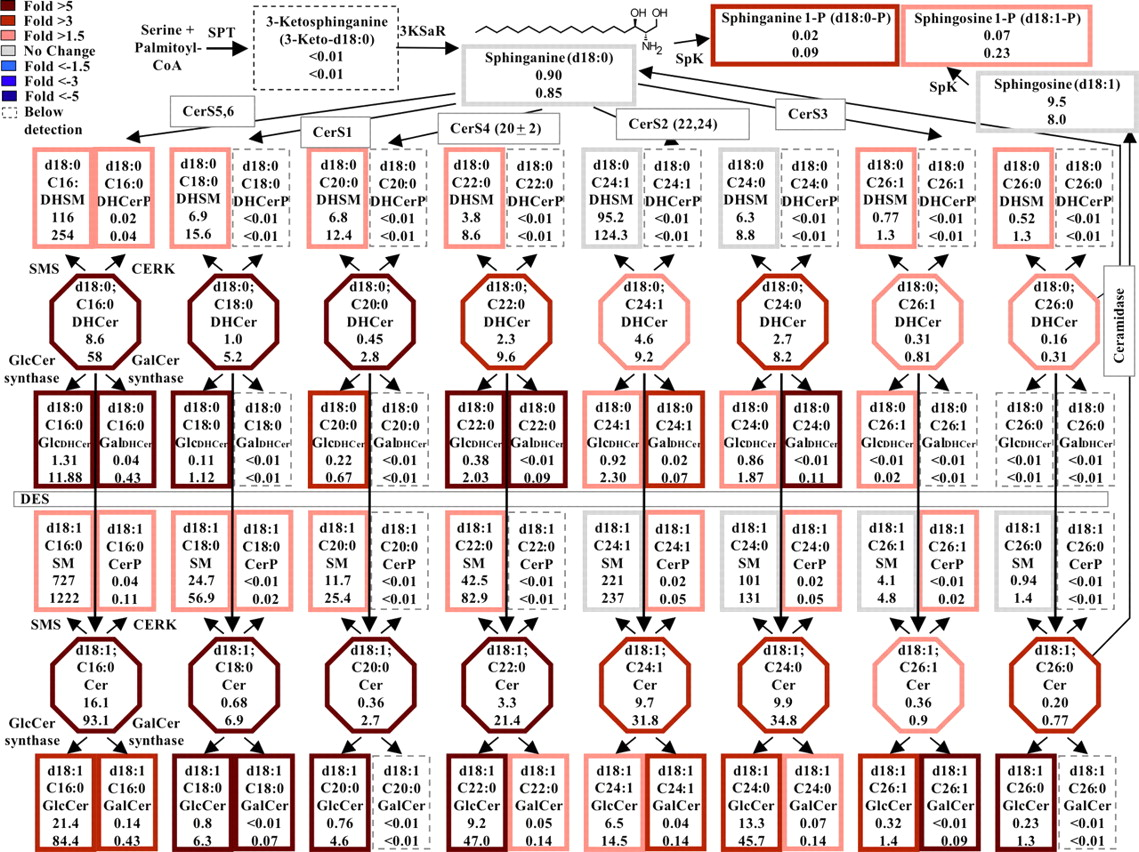 Fold >5
Fold >3
Fold >1.5
No Change
Fold <-1.5
Fold <-3
Fold <-5
Below
detection
Serine +
Palmitoyl-
CoA
SPT
3-Ketosphinganine
(3-Keto-d18:0)
<0.01
<0.01
3KSaR
OH OH
NH2
Sphinganine (d18:0)
0.90
0.85
SpK
Sphinganine 1-P (d18:0-P)
0.02
0.09
Sphingosine 1-P (d18:1-P)
0.07
0.23
SpK
Sphingosine (d18:1)
9.5
8.0
CerS5,6
CerS1
CerS4 (20 ± 2)
CerS2 (22,24)
CerS3
d18:0 d18:0 d18:0 d18:0 d18:0 d18:0 d18:0 d18:0 d18:0 d18:0 d18:0 d18:0 d18:0 d18:0 d18:0 d18:0
C16: C16:0 C18:0 C18:0 C20:0 C20:0 C22:0 C22:0 C24:1 C24:1 C24:0 C24:0 C26:1 C26:1 C26:0 C26:0
DHSM DHCerP DHSM DHCerP DHSM DHCerP DHSM DHCerP DHSM DHCerP DHSM DHCerP DHSM DHCerP DHSM DHCerP
116 0.02 6.9 <0.01 6.8 <0.01 3.8 <0.01 95.2 <0.01 6.3 <0.01 0.77 <0.01 0.52 <0.01
254 0.04 15.6 <0.01 12.4 <0.01 8.6 <0.01 124.3 <0.01 8.8 <0.01 1.3 <0.01 1.3 <0.01
SMS CERK
d18:0; d18:0; d18:0; d18:0; d18:0; d18:0; d18:0; d18:0;
C16:0 C18:0 C20:0 C22:0 C24:1 C24:0 C26:1 C26:0
DHCer DHCer DHCer DHCer DHCer DHCer DHCer DHCer
8.6 1.0 0.45 2.3 4.6 2.7 0.31 0.16
58 5.2 2.8 9.6 9.2 8.2 0.81 0.31
Ceramidase
GlcCer GalCer
synthase synthase
d18:0 d18:0 d18:0 d18:0 d18:0 d18:0 d18:0 d18:0 d18:0 d18:0 d18:0 d18:0 d18:0 d18:0 d18:0 d18:0
C16:0 C16:0 C18:0 C18:0 C20:0 C20:0 C22:0 C22:0 C24:1 C24:1 C24:0 C24:0 C26:1 C26:1 C26:0 C26:0
GlcDHCer GalDHCer GlcDHCer GalDHCer GlcDHCer GalDHCer GlcDHCer GalDHCer GlcDHCer GalDHCer GlcDHCer GalDHCer GlcDHCer GalDHCer GlcDHCer GalDHCer
1.31 0.04 0.11 <0.01 0.22 <0.01 0.38 <0.01 0.92 0.02 0.86 <0.01 <0.01 <0.01 <0.01 <0.01
11.88 0.43 1.12 <0.01 0.67 <0.01 2.03 0.09 2.30 0.07 1.87 0.11 0.02 <0.01 <0.01 <0.01
DES
d18:1 d18:1 d18:1 d18:1 d18:1 d18:1 d18:1 d18:1 d18:1 d18:1 d18:1 d18:1 d18:1 d18:1 d18:1 d18:1
C16:0 C16:0 C18:0 C18:0 C20:0 C20:0 C22:0 C22:0 C24:1 C24:1 C24:0 C24:0 C26:1 C26:1 C26:0 C26:0
SM CerP SM CerP SM CerP SM CerP SM CerP SM CerP SM CerP SM CerP
727 0.04 24.7 <0.01 11.7 <0.01 42.5 <0.01 221 0.02 101 0.02 4.1 <0.01 0.94 <0.01
1222 0.11 56.9 0.02 25.4 <0.01 82.9 <0.01 237 0.05 131 0.05 4.8 0.02 1.4 <0.01
SMS CERK
d18:1; d18:1; d18:1; d18:1; d18:1; d18:1; d18:1; d18:1;
C16:0 C18:0 C20:0 C22:0 C24:1 C24:0 C26:1 C26:0
Cer Cer Cer Cer Cer Cer Cer Cer
16.1 0.68 0.36 3.3 9.7 9.9 0.36 0.20
93.1 6.9 2.7 21.4 31.8 34.8 0.9 0.77
GlcCer GalCer
synthase synthase
d18:1 d18:1 d18:1 d18:1 d18:1 d18:1 d18:1 d18:1 d18:1 d18:1 d18:1 d18:1 d18:1 d18:1 d18:1 d18:1
C16:0 C16:0 C18:0 C18:0 C20:0 C20:0 C22:0 C22:0 C24:1 C24:1 C24:0 C24:0 C26:1 C26:1 C26:0 C26:0
GlcCer GalCer GlcCer GalCer GlcCer GalCer GlcCer GalCer GlcCer GalCer GlcCer GalCer GlcCer GalCer GlcCer GalCer
21.4 0.14 0.8 <0.01 0.76 <0.01 9.2 0.05 6.5 0.04 13.3 0.07 0.32 <0.01 0.23 <0.01
84.4 0.43 6.3 0.07 4.6 <0.01 47.0 0.14 14.5 0.14 45.7 0.14 1.4 0.09 1.3 <0.01